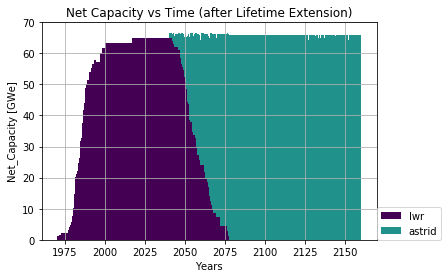 Net Capacity vs Time (after Lifetime Extension)
70
60
50
40
30
20
10
0
Net_Capacity [GWe]
1975 2000 2025 2050 2075 2100 2125 2150
Years
lwr
astrid